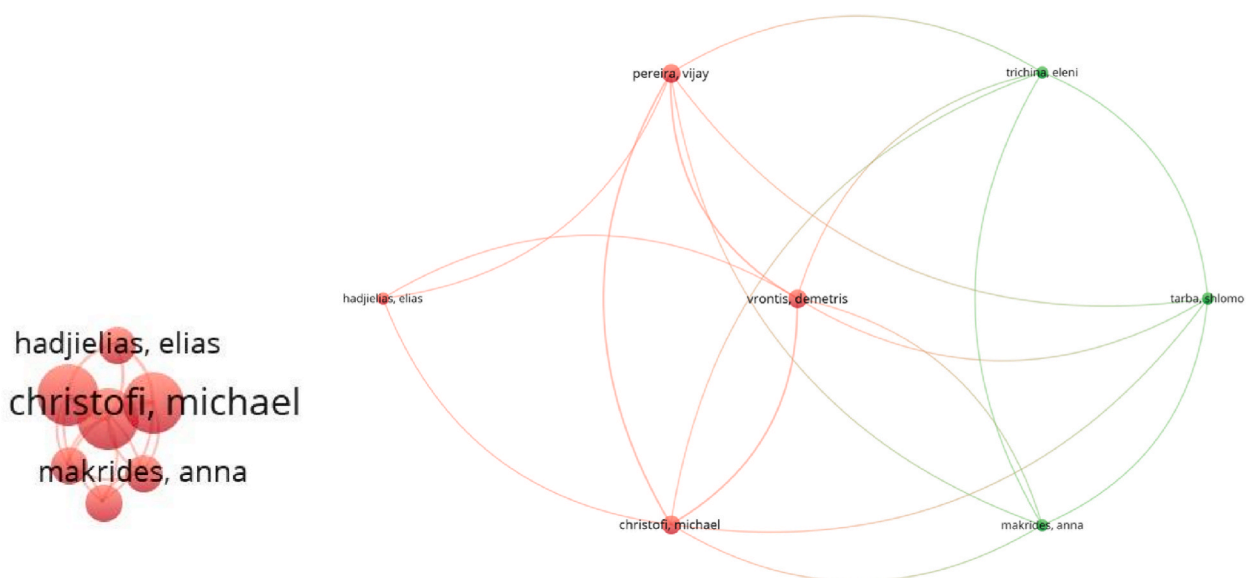 hadjielias, elias
christofi, michael
makrides, anna
pereira, vijay
trichina, eleni
hadjielias, elias
vrontis, demetris
tarba, shlomo
christofi, michael
makrides, anna